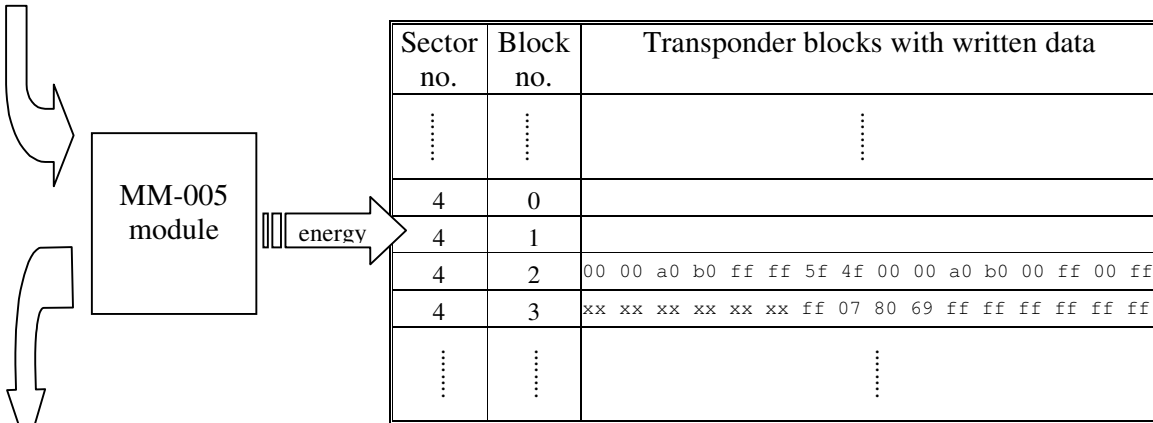 Sector no. Block no. Transponder blocks with written data
MM-005
module
energy
4 0
4 1
4 2 00 00 a0 b0 ff ff 5f 4f 00 00 a0 b0 00 ff 00 ff
4 3 xx xx xx xx xx xx ff 07 80 69 ff ff ff ff ff ff